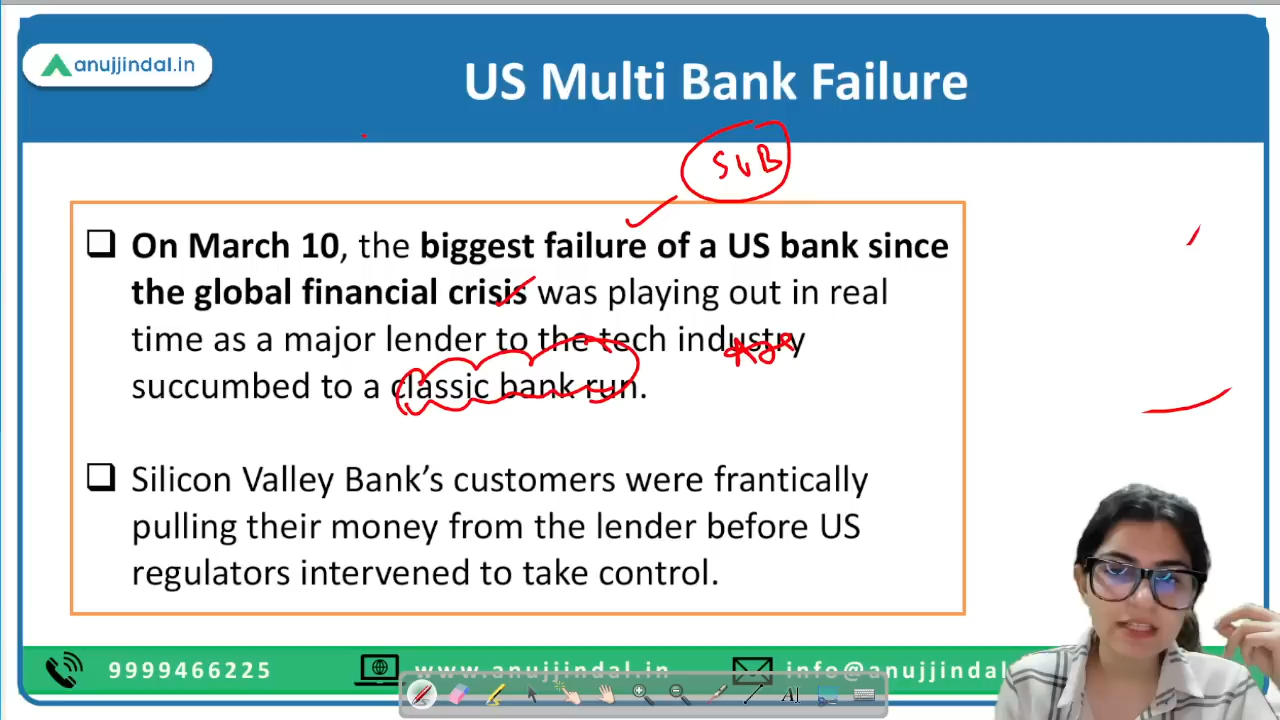 anujjindal.in
US Multi Bank Failure
SVB
On March 10, the biggest failure of a US bank since
the global financial crisis was playing out in real
time as a major lender to the tech industry
succumbed to a classic bank run.
Silicon Valley Bank’s customers were frantically
pulling their money from the lender before US
regulators intervened to take control.
9999466225 www.anujjindal.in info@anujjindal